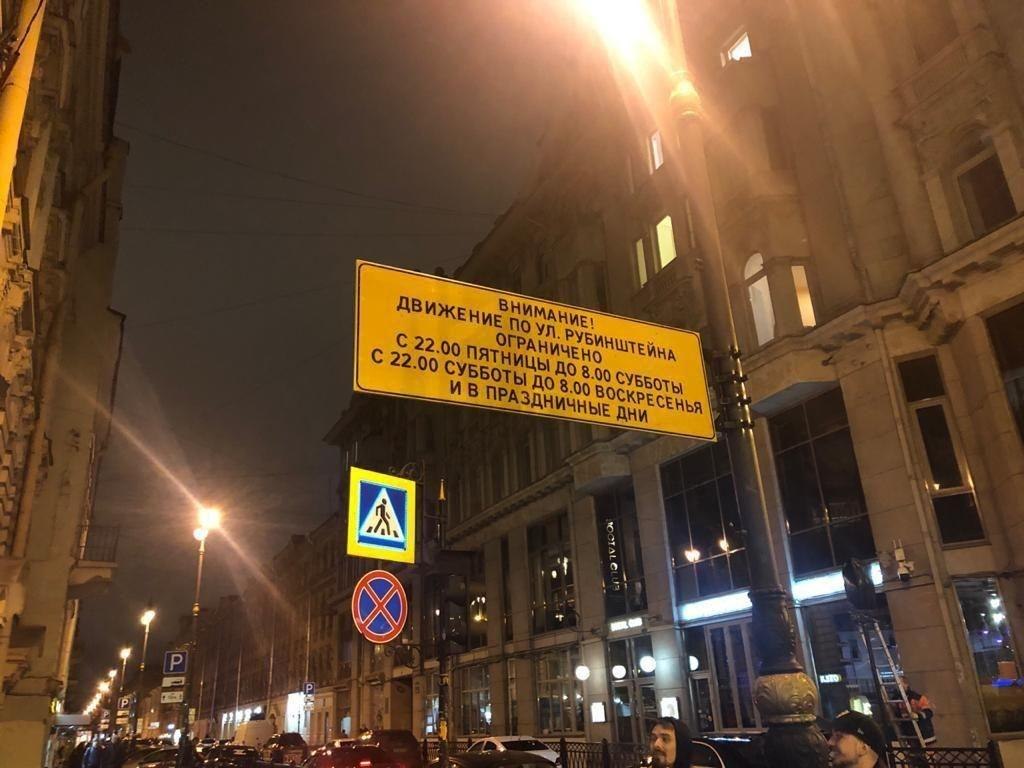 ВНИМАНИЕ!
ДВИЖЕНИЕ ПО УЛ. РУБИНШТЕЙНА
ОГРАНИЧЕНО
С 22.00 ПЯТНИЦЫ ДО 8.00 СУББОТЫ
С 22.00 СУББОТЫ ДО 8.00 ВОСКРЕСЕНЬЯ
И В ПРАЗДНИЧНЫЕ ДНИ
P
P
P